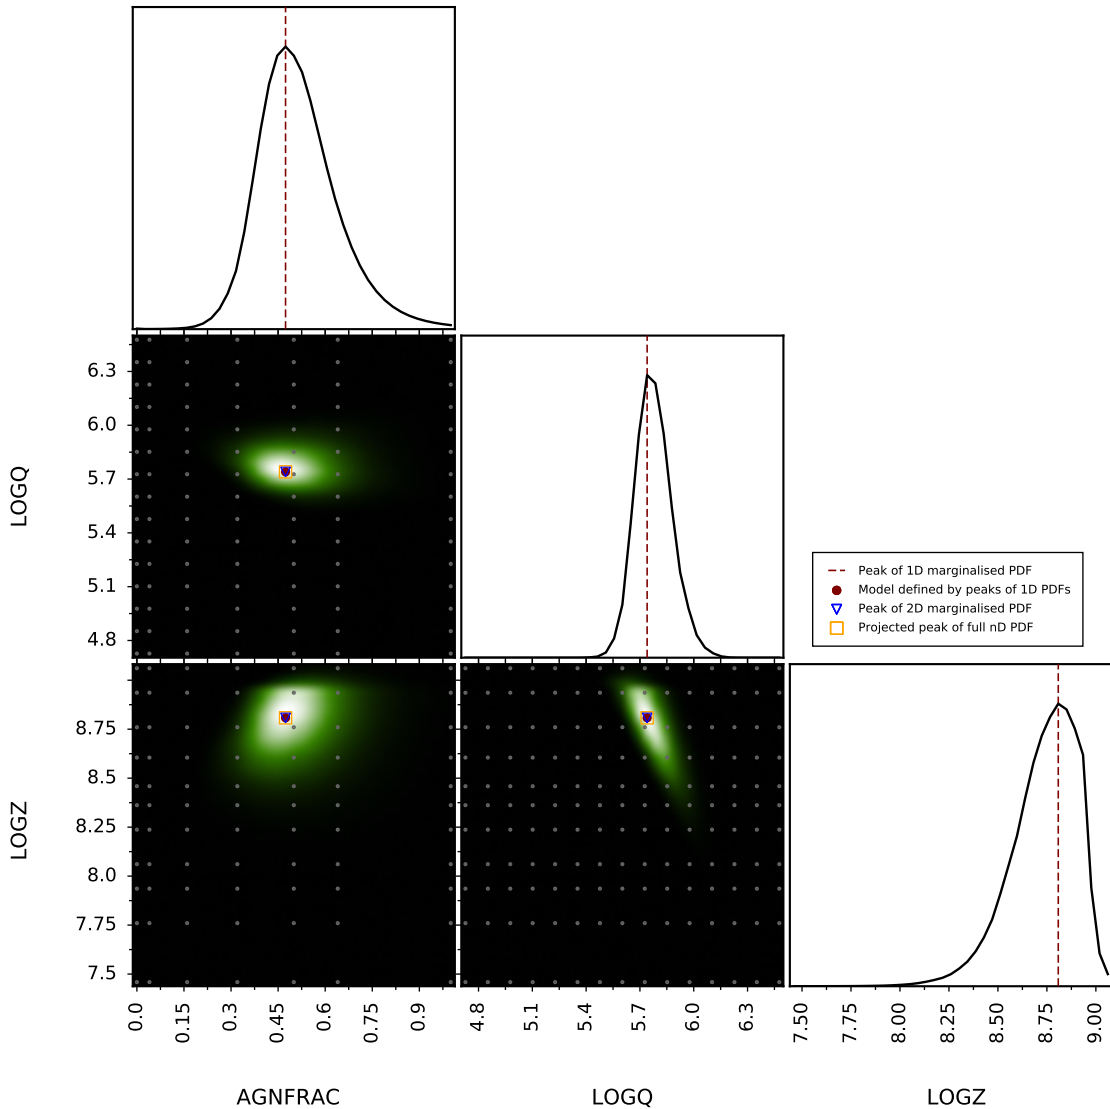 LOGQ
6.3
6.0
5.7
5.4
5.1
4.8
Peak of 1D marginalised PDF
Model defined by peaks of 1D PDFs
Peak of 2D marginalised PDF
Projected peak of full nD PDF
LOGZ
8.75
8.5
8.25
8.0
7.75
7.5
0.0 0.15 0.3 0.45 0.6 0.75 0.9
4.8 5.1 5.4 5.7 6.0 6.3
7.50 7.75 8.00 8.25 8.50 8.75 9.00
AGNFRAC LOGQ LOGZ